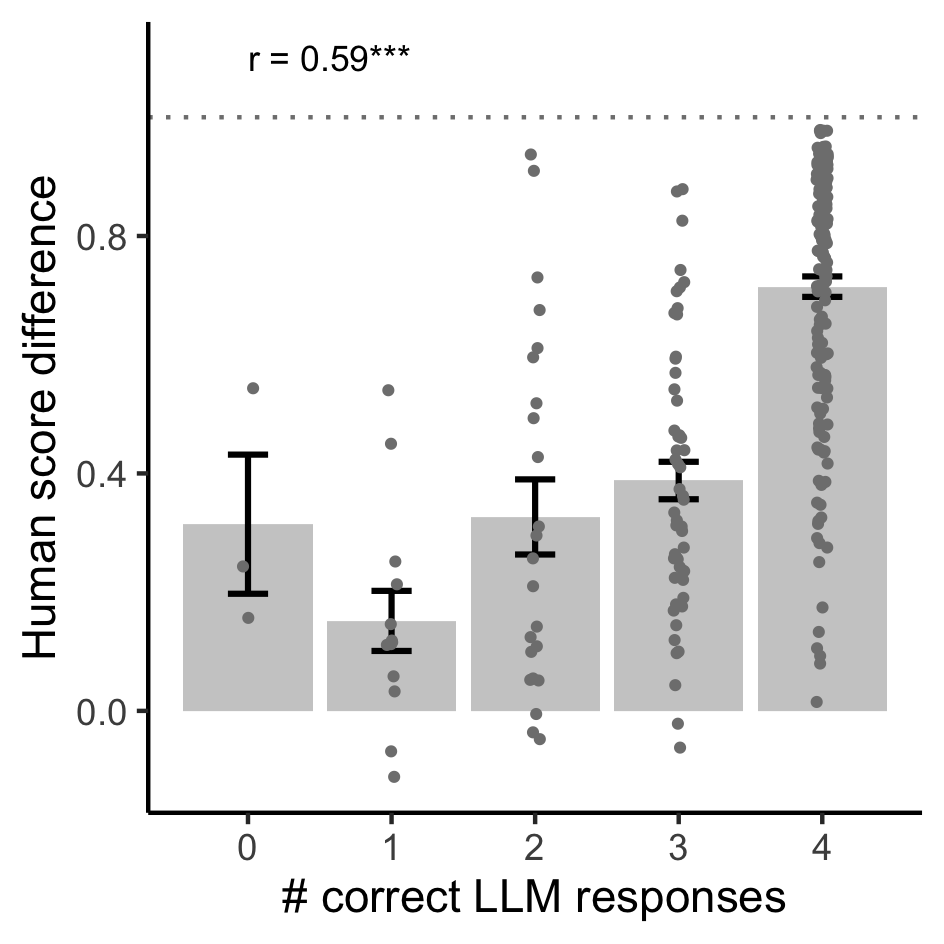 r = 0.59***
Human score difference
0.8
0.4
0.0
0 1 2 3 4
# correct LLM responses